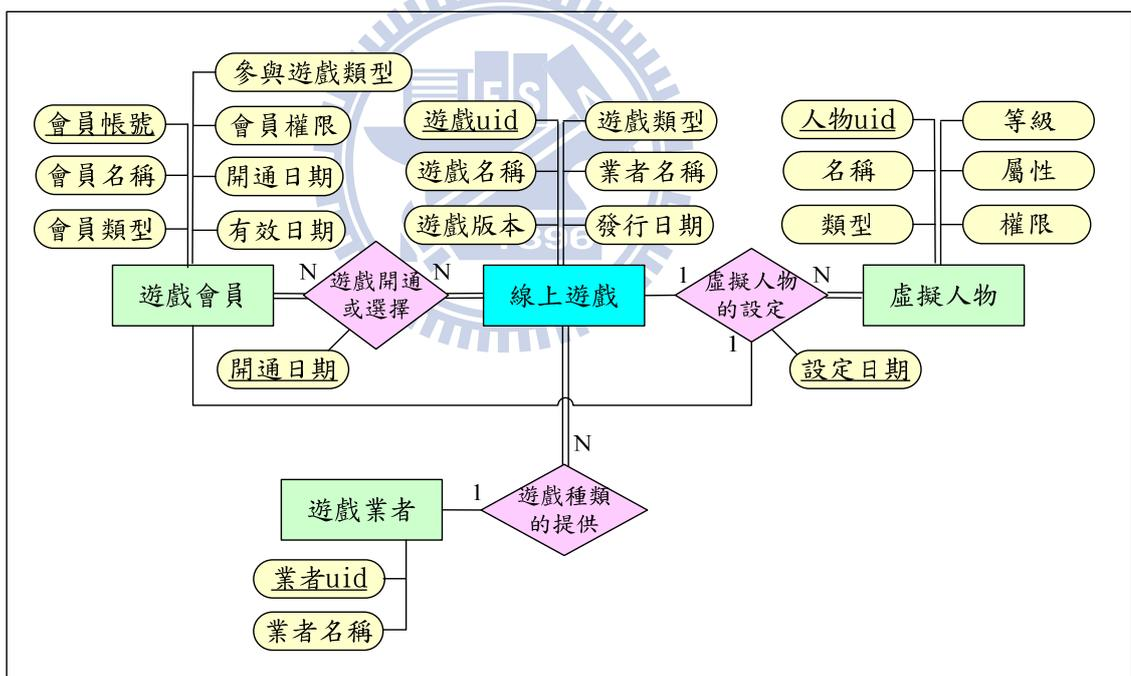 參與遊戲類型
會員帳號
會員權限
會員名稱
開通日期
會員類型
有效日期
遊戲uid
遊戲類型
遊戲名稱
業者名稱
遊戲版本
發行日期
人物uid
等級
名稱
屬性
類型
權限
ES
1896
遊戲會員
N
遊戲開通
或選擇
N
線上遊戲
1
虛擬人物
的設定
N
虛擬人物
1
開通日期
設定日期
N
遊戲業者
1
遊戲種類
的提供
業者uid
業者名稱